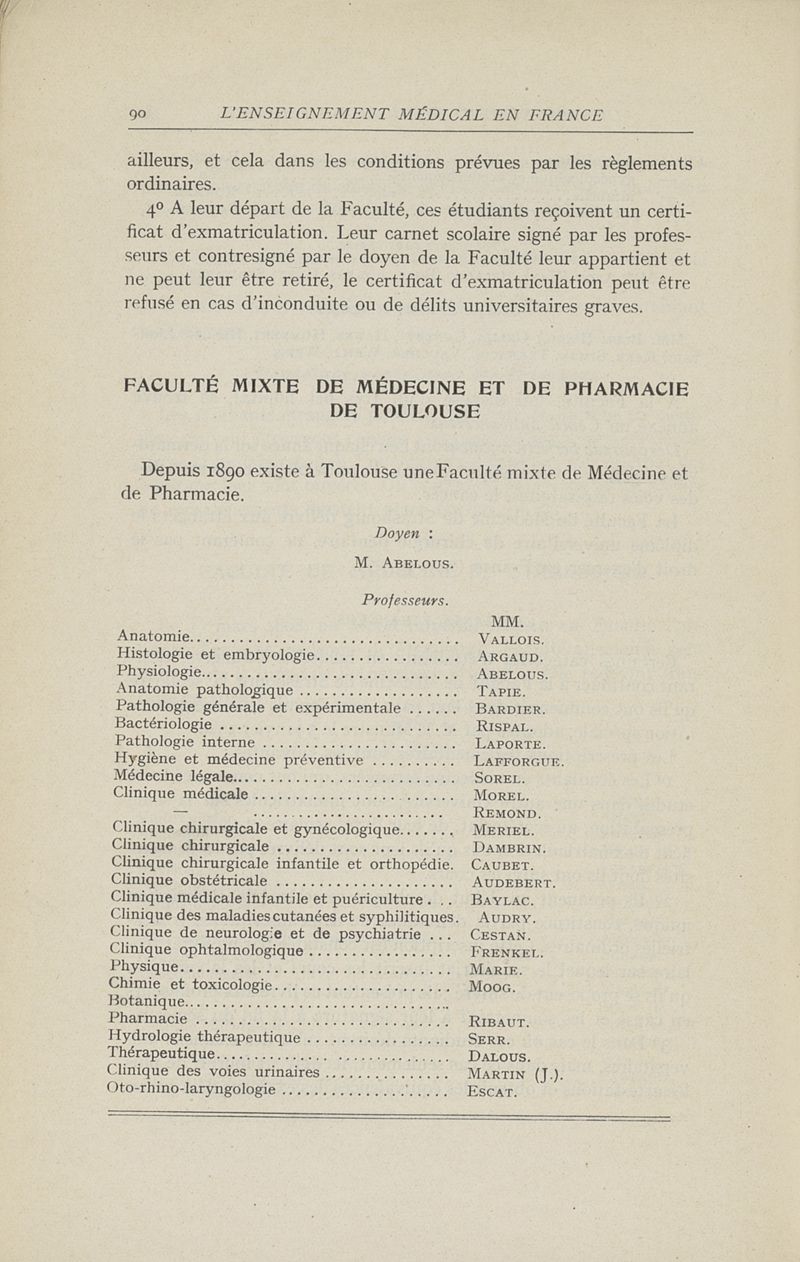 90 L'ENSEIGNEMENT MÉDICAL EN FRANCE
ailleurs, et cela dans les conditions prévues par les règlements
ordinaires.
4º A leur départ de la Faculté, ces étudiants reçoivent un certi-
ficat d'exmatriculation. Leur carnet scolaire signé par les profes-
seurs et contresigné par le doyen de la Faculté leur appartient et
ne peut leur être retiré, le certificat d'exmatriculation peut être
refusé en cas d'inconduite ou de délits universitaires graves.
FACULTÉ MIXTE DE MÉDECINE ET DE PHARMACIE
DE TOULOUSE
Depuis 1890 existe à Toulouse uneFaculté mixte de Médecine et
de Pharmacie.
Doyen :
M. ABELOUS.
Professeurs.
MM.
Anatomie................................ VALLOIS.
Histologie et embryologie................. ARGAUD.
Physiologie............................... ABELOUS.
Anatomie pathologique ................... TAPIE.
Pathologie générale et expérimentale ...... BARDIER.
Bactériologie ............................ RISPAL.
Pathologie interne ....................... LAPORTE.
Hygiène et médecine préventive .......... LAFFORGUE.
Médecine légale........................... SOREL.
Clinique médicale ........................ MOREL.
— ....................... REMOND.
Clinique chirurgicale et gynécologique....... MERIEL.
Clinique chirurgicale ..................... DAMBRIN.
Clinique chirurgicale infantile et orthopédie. CAUBET.
Clinique obstétricale ..................... AUDEBERT.
Clinique médicale infantile et puériculture . .. BAYLAC.
Clinique des maladies cutanées et syphilitiques. AUDRY.
Clinique de neurologie et de psychiatrie ... CESTAN.
Clinique ophtalmologique ................. FRENKEL.
Physique................................. MARIE.
Chimie et toxicologie..................... MOOG.
Botanique................................
Pharmacie .............................. RIBAUT.
Hydrologie thérapeutique ................. SERR.
Thérapeutique............................ DALOUS.
Clinique des voies urinaires ............... MARTIN (J.).
Oto-rhino-laryngologie .................... ESCAT.